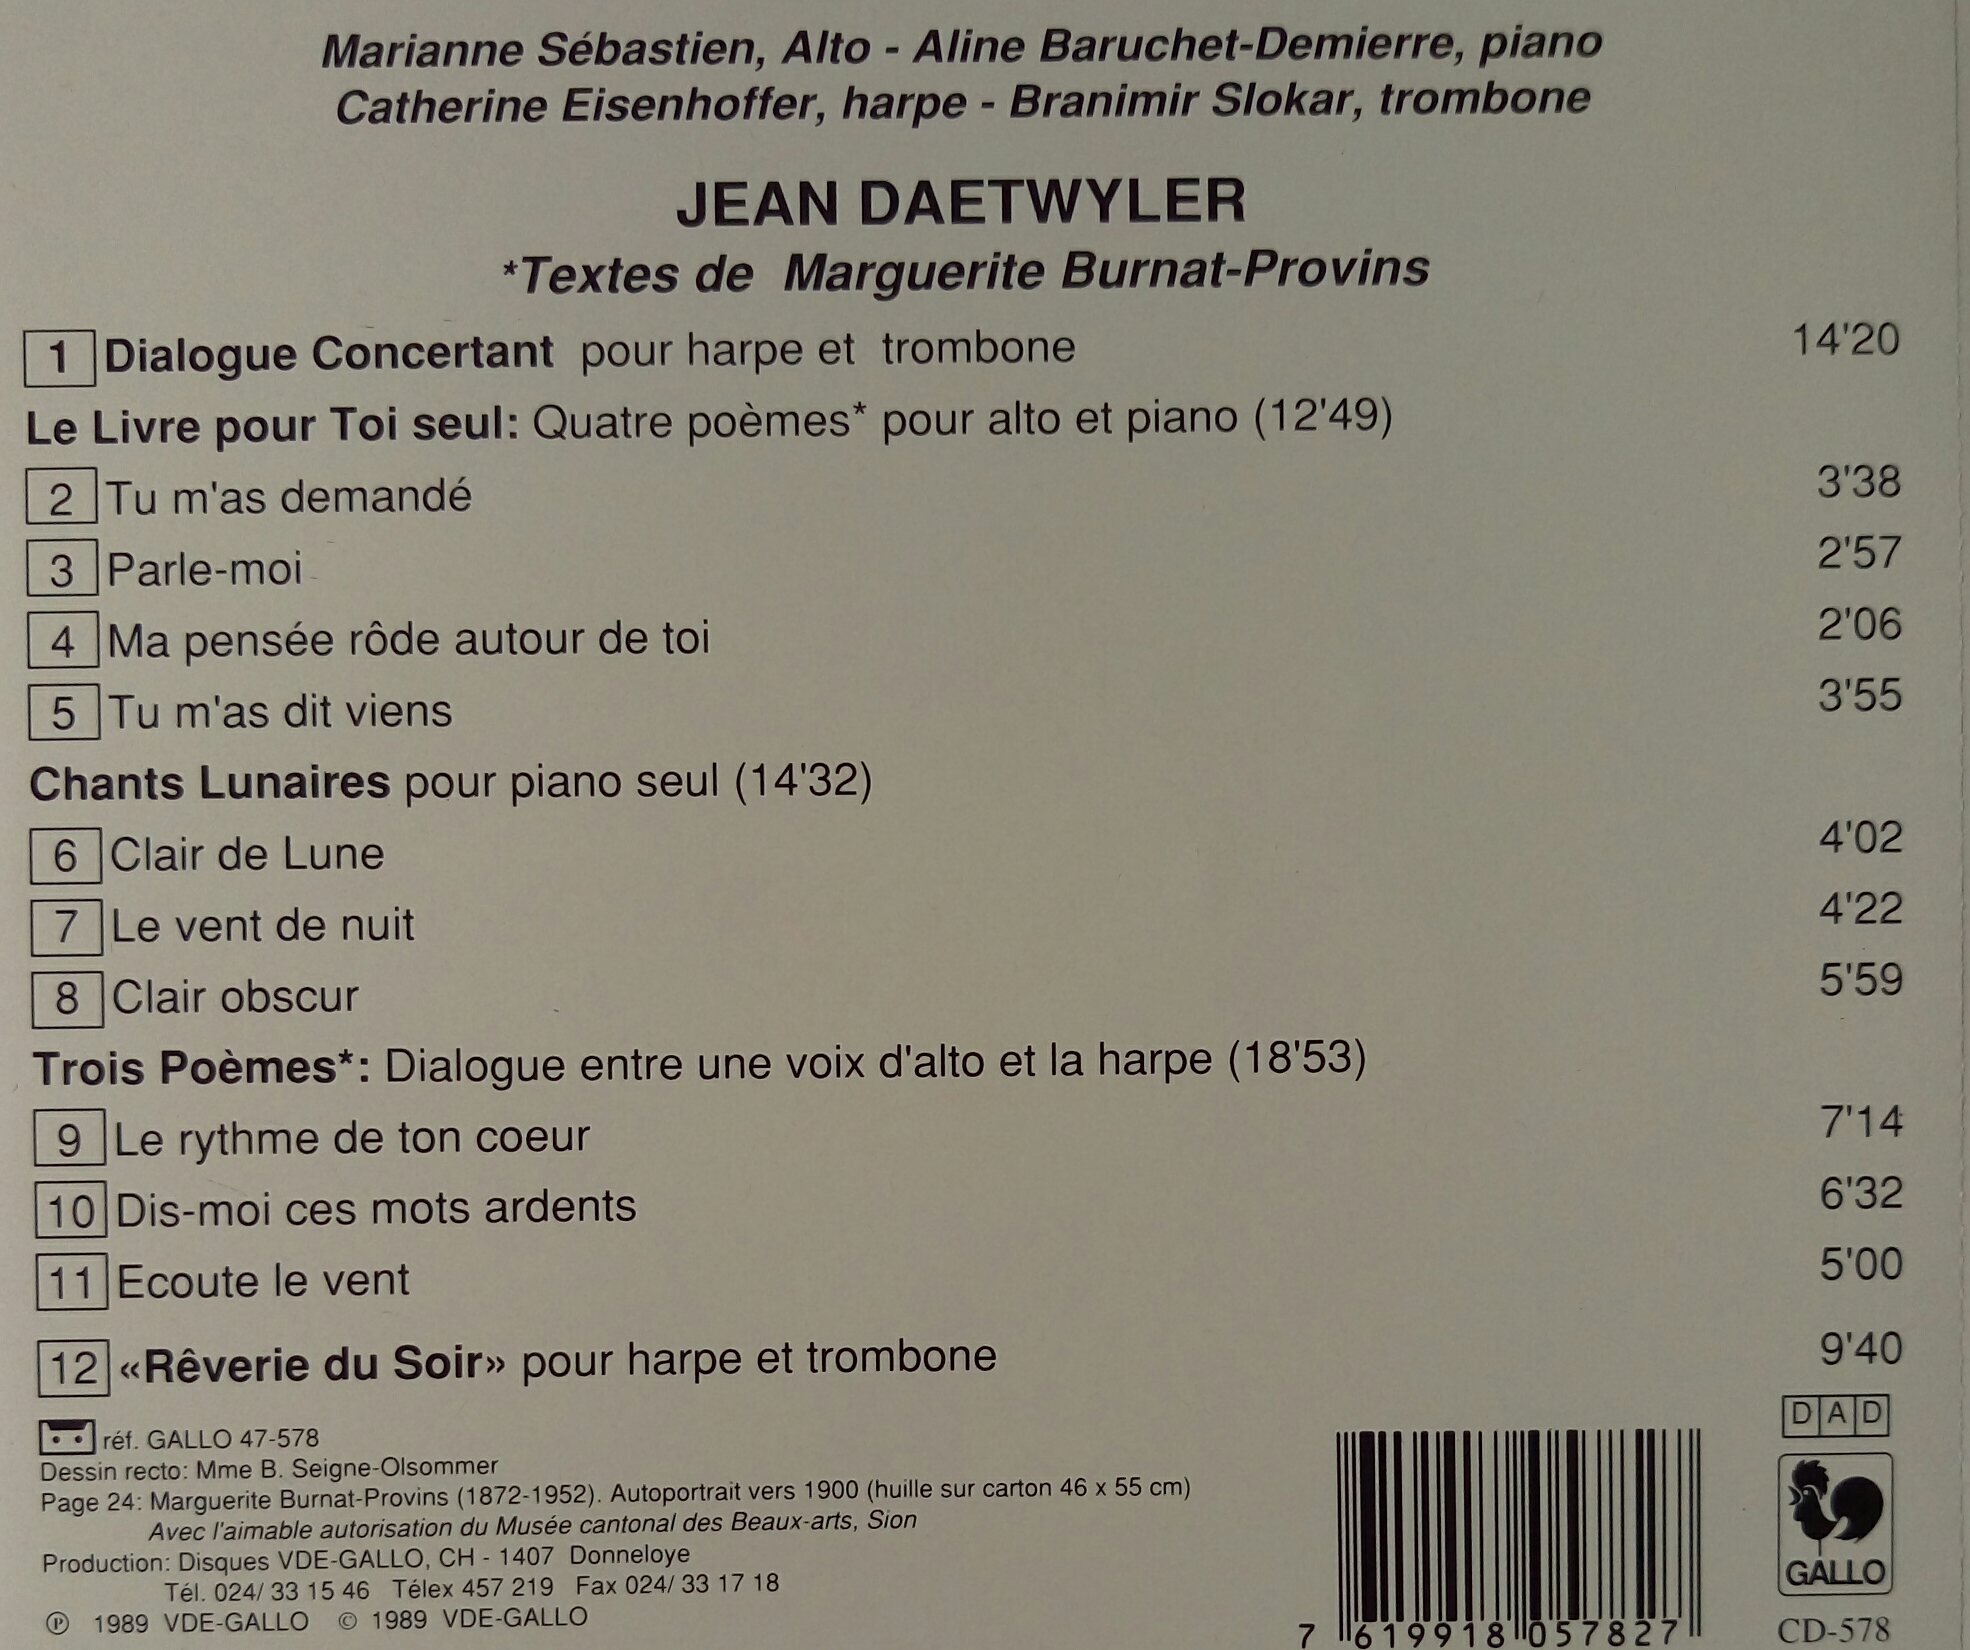 Marianne Sébastien, Alto - Aline Baruchet-Demierre, piano
Catherine Eisenhoffer, harpe - Branimir Slokar, trombone
JEAN DAETWYLER
*Textes de Marguerite Burnat-Provins
1 Dialogue Concertant pour harpe et trombone 14'20
Le Livre pour Toi seul: Quatre poèmes* pour alto et piano (12'49)
2 Tu m'as demandé 3'38
3 Parle-moi 2'57
4 Ma pensée rôde autour de toi 2'06
5 Tu m'as dit viens 3'55
Chants Lunaires pour piano seul (14'32)
6 Clair de Lune 4'02
7 Le vent de nuit 4'22
8 Clair obscur 5'59
Trois Poèmes*: Dialogue entre une voix d'alto et la harpe (18'53)
9 Le rythme de ton coeur 7'14
10 Dis-moi ces mots ardents 6'32
11 Ecoute le vent 5'00
12 «Rêverie du Soir» pour harpe et trombone 9'40
réf. GALLO 47-578
Dessin recto: Mme B. Seigne-Olsommer
Page 24: Marguerite Burnat-Provins (1872-1952). Autoportrait vers 1900 (huille sur carton 46 x 55 cm)
Avec l'aimable autorisation du Musée cantonal des Beaux-arts, Sion
Production: Disques VDE-GALLO, CH - 1407 Donneloye
Tél. 024/ 33 15 46 Télex 457 219 Fax 024/ 33 17 18
℗ 1989 VDE-GALLO © 1989 VDE-GALLO
7 619918 057827
DAD
GALLO
CD-578